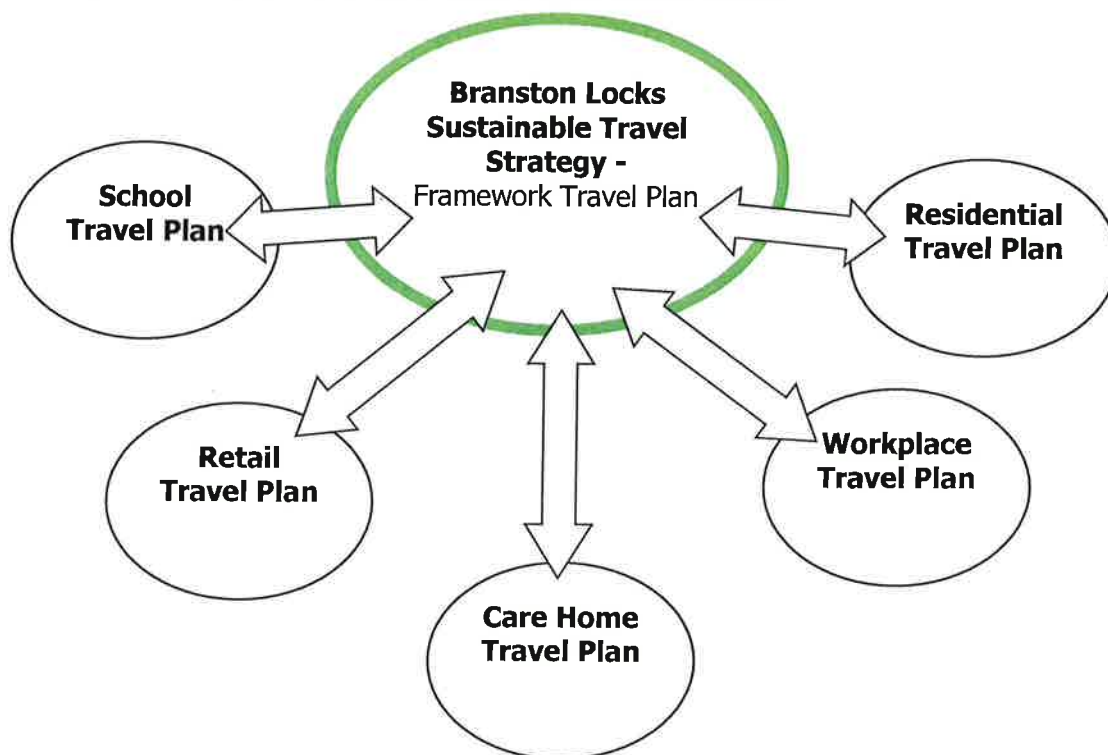 Branston Locks
Sustainable Travel
Strategy -
Framework Travel Plan
School
Travel Plan
Residential
Travel Plan
Retail
Travel Plan
Workplace
Travel Plan
Care Home
Travel Plan